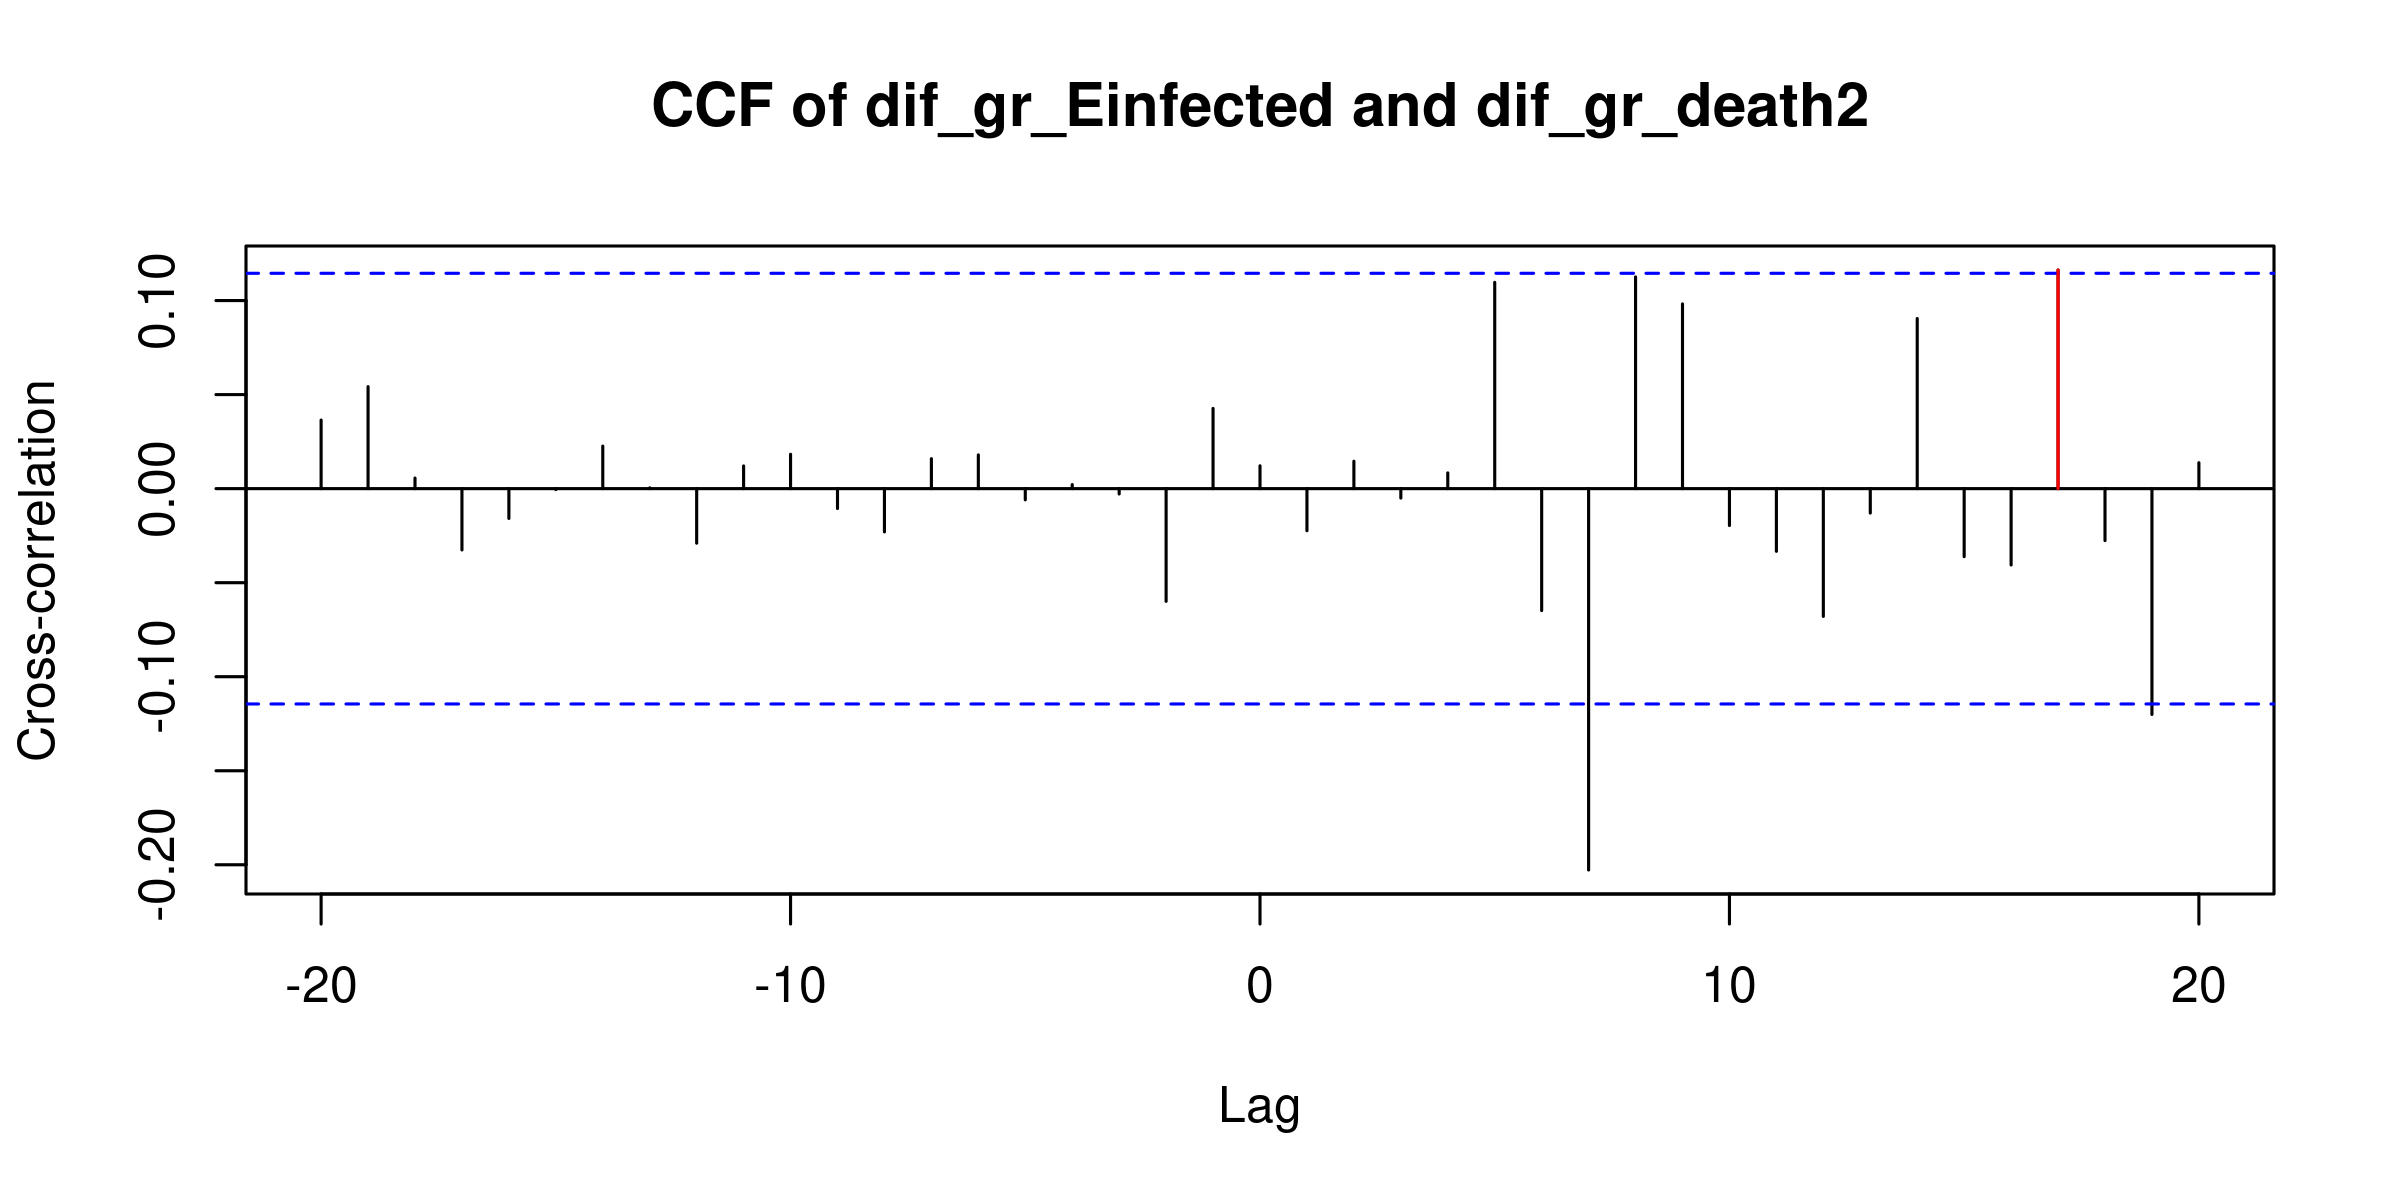 CCF of dif_gr_Einfected and dif_gr_death2
Cross-correlation
0.10
0.00
-0.10
-0.20
-20 -10 0 10 20
Lag